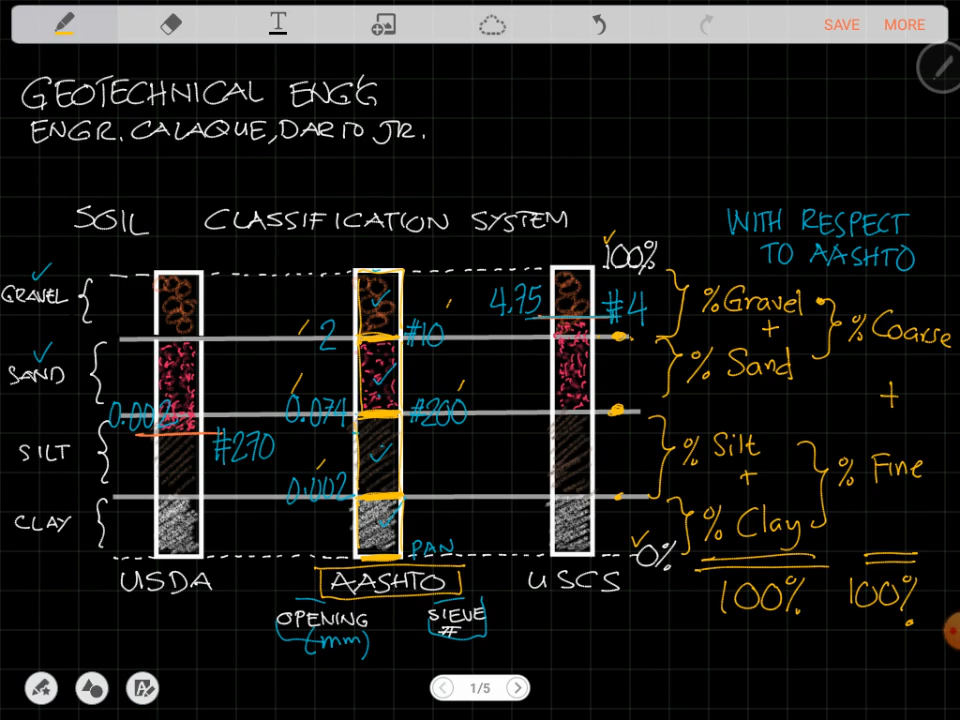 T
SAVE MORE
GEOTECHNICAL ENG'G
ENGR. CALAQUE, DARIO JR.
SOIL CLASSIFICATION SYSTEM
WITH RESPECT
TO AASHTO
100%
GRAVEL
4.75 #4
% Gravel
+
% Sand
% Coarse
2 #10
SAND
+
0.002
0.074 #200
#270
SILT
% Silt
+
% Clay
% Fine
0.002
CLAY
PAN
0%
USDA AASHTO USCS
100% 100%
OPENING
(mm)
SIEVE
#
A
1/5